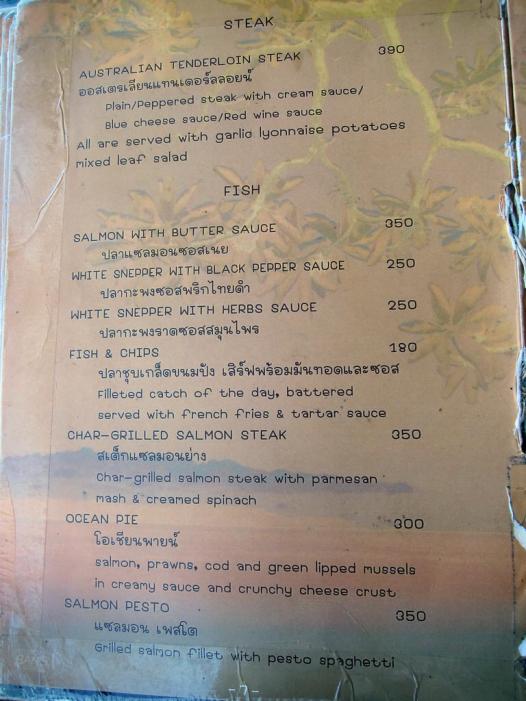 STEAK
AUSTRALIAN TENDERLOIN STEAK 390
ออสเตรเลียนแทนเดอร์ลลอยน์
Plain/Peppered steak with cream sauce/
Blue cheese sauce/Red wine sauce
All are served with garlic lyonnaise potatoes
mixed leaf salad
FISH
SALMON WITH BUTTER SAUCE 350
ปลาแซลมอนซอสเนย
WHITE SNEPPER WITH BLACK PEPPER SAUCE 250
ปลากะพงซอสพริกไทยดำ
WHITE SNEPPER WITH HERBS SAUCE 250
ปลากะพงราดซอสสมุนไพร
FISH & CHIPS 180
ปลาชุบเกล็ดขนมปัง เสิร์ฟพร้อมมันทอดและซอส
Filleted catch of the day, battered
served with french fries & tartar sauce
CHAR-GRILLED SALMON STEAK 350
สเต็กแซลมอนย่าง
Char-grilled salmon steak with parmesan
mash & creamed spinach
OCEAN PIE 300
โอเชียนพายน์
salmon, prawns, cod and green lipped mussels
in creamy sauce and crunchy cheese crust
SALMON PESTO 350
แซลมอน เพสโต
Grilled salmon fillet with pesto spaghetti